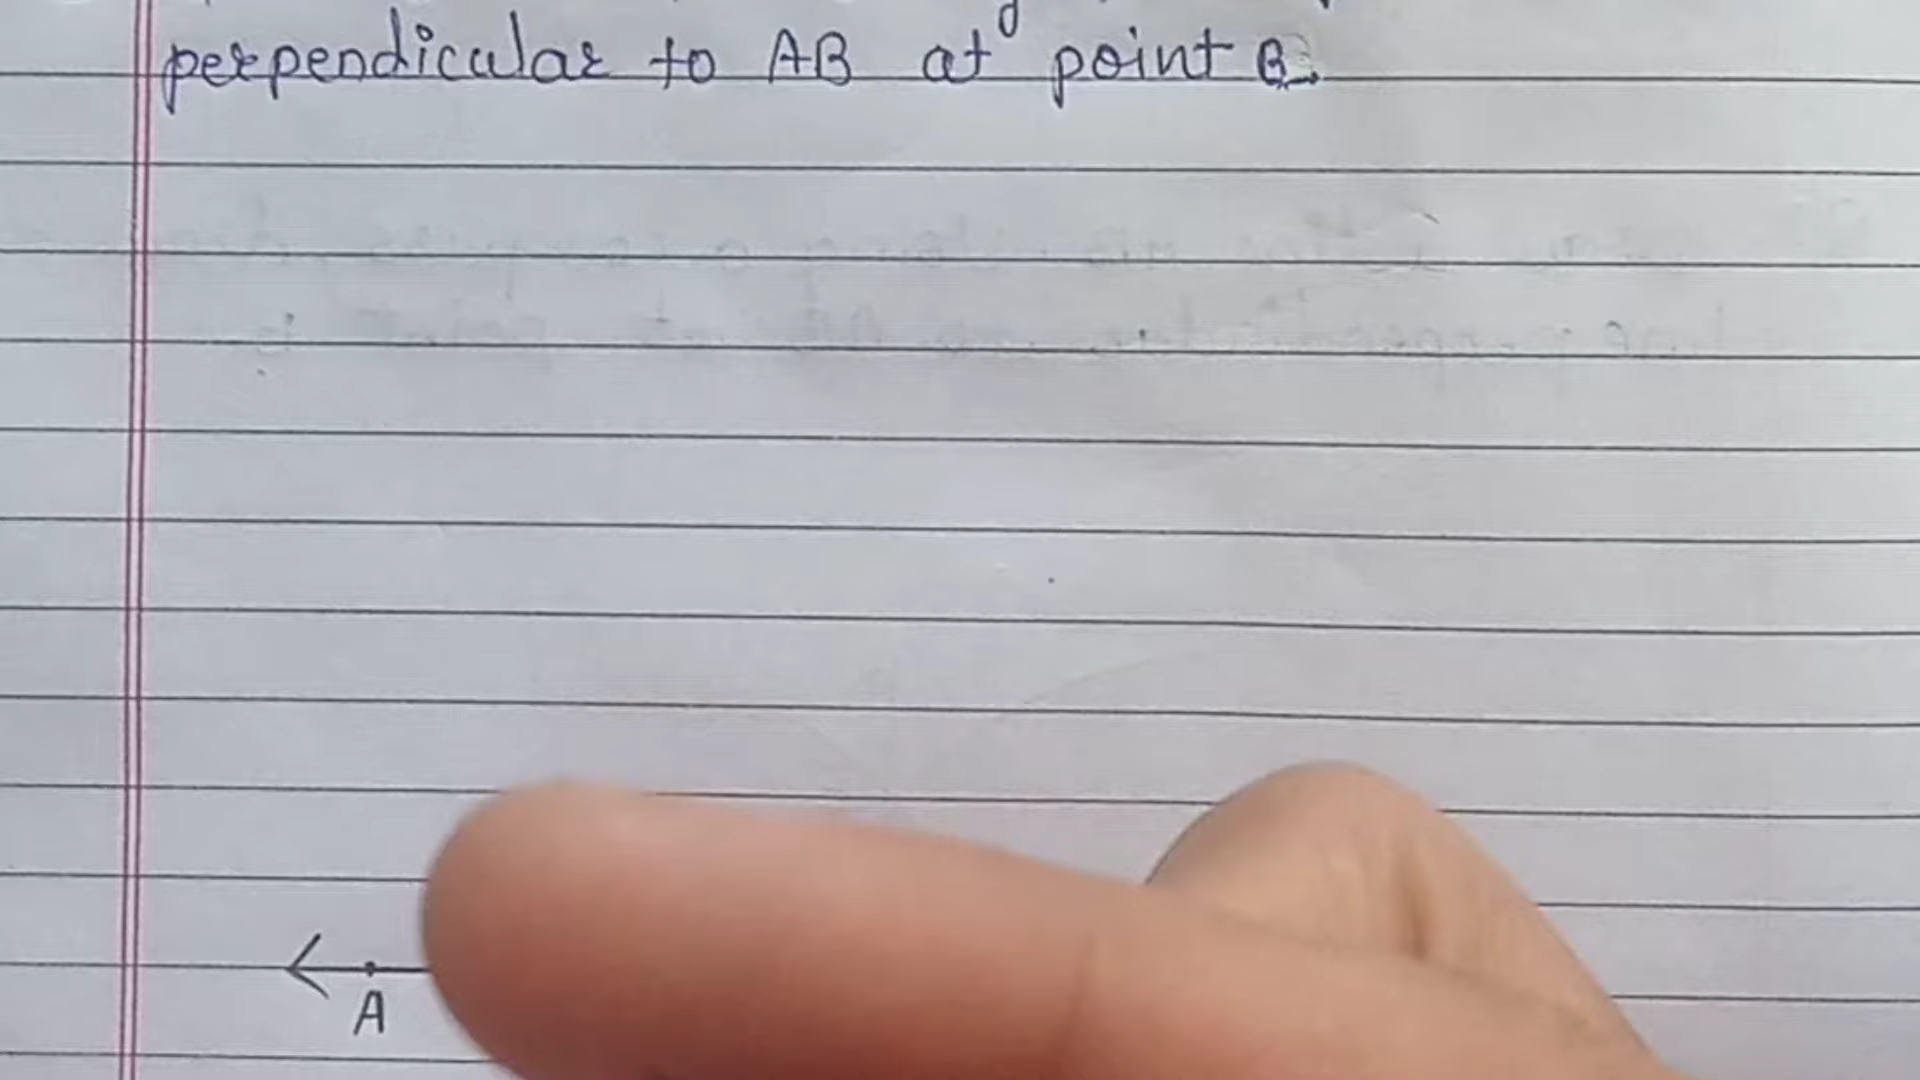 perpendicular to AB at point B.
A